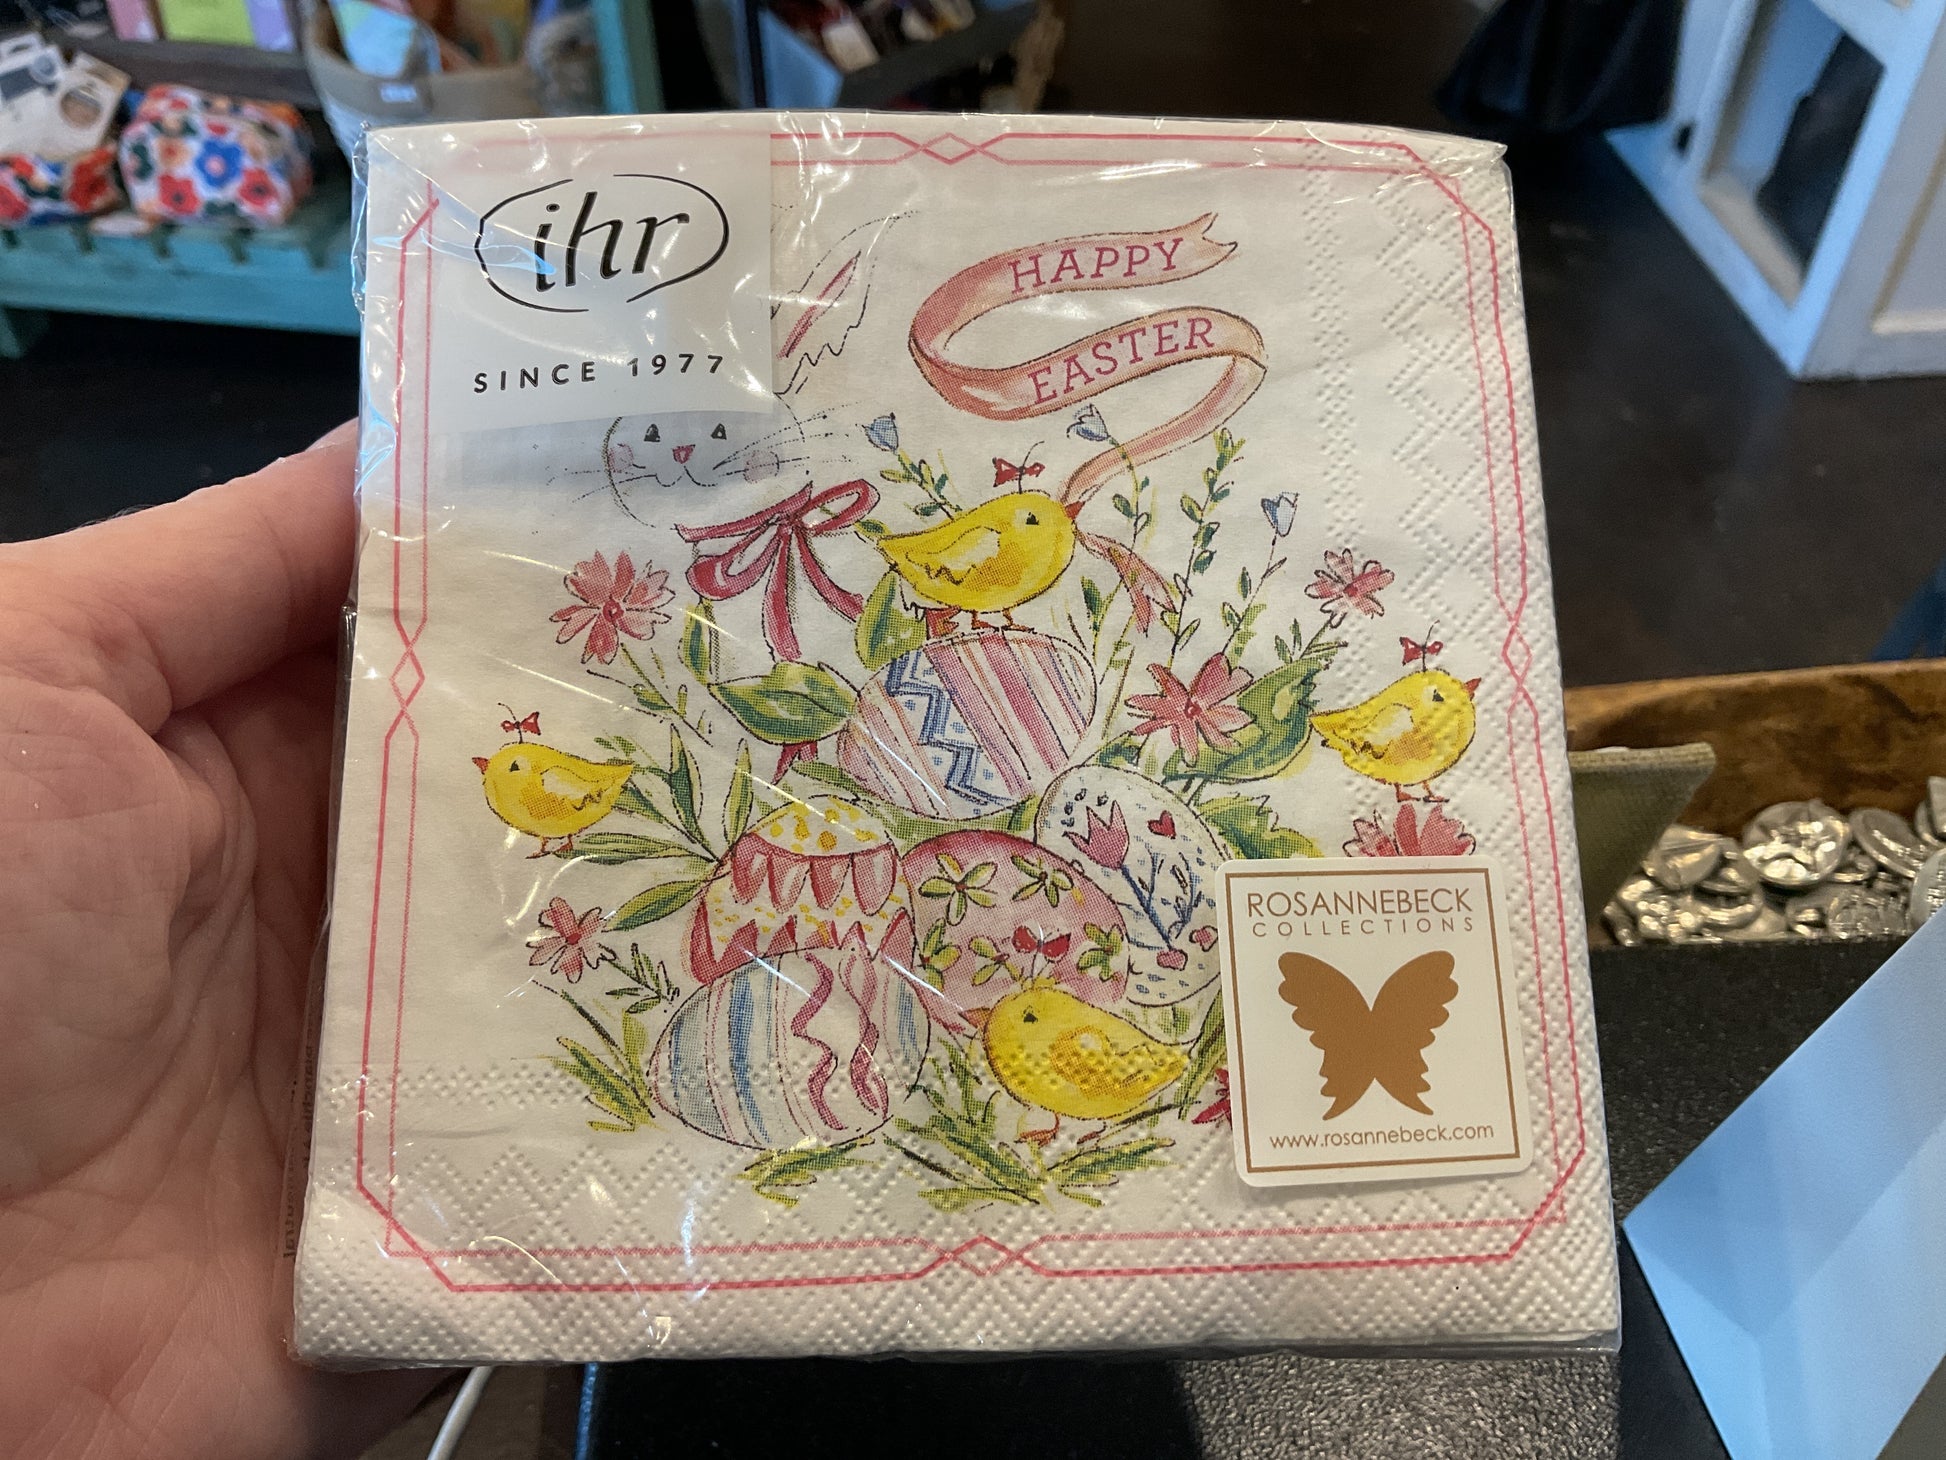 ihr
SINCE 1977
HAPPY
EASTER
ROSANNEBECK
COLLECTIONS
www.rosannebeck.com